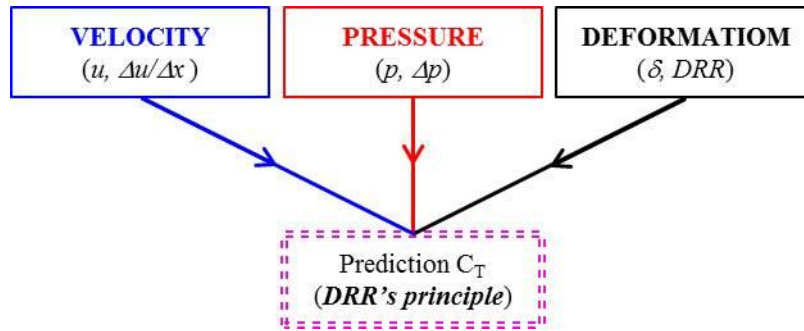 VELOCITY
(u, Δu/Δx )
PRESSURE
(p, Δp)
DEFORMATIOM
(δ, DRR)
Prediction C_T
(DRR's principle)